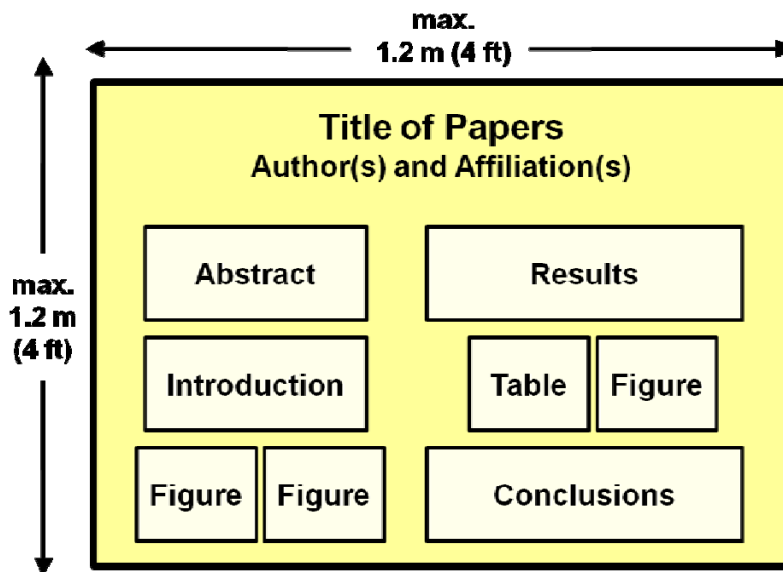 max.
1.2 m (4 ft)
Title of Papers
Author(s) and Affiliation(s)
max.
1.2 m
(4 ft)
Abstract
Introduction
Figure
Figure
Results
Table
Figure
Conclusions